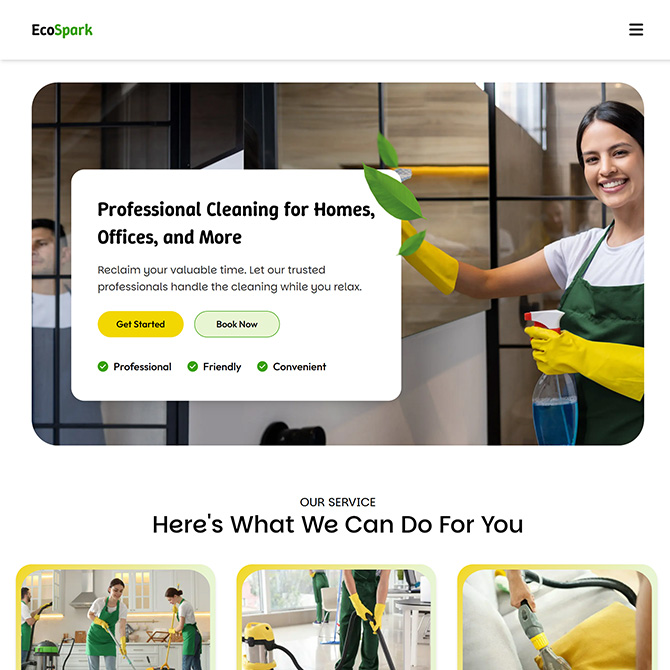 EcoSpark
Professional Cleaning for Homes,
Offices, and More
Reclaim your valuable time. Let our trusted
professionals handle the cleaning while you relax.
Get Started
Book Now
Professional
Friendly
Convenient
OUR SERVICE
Here's What We Can Do For You